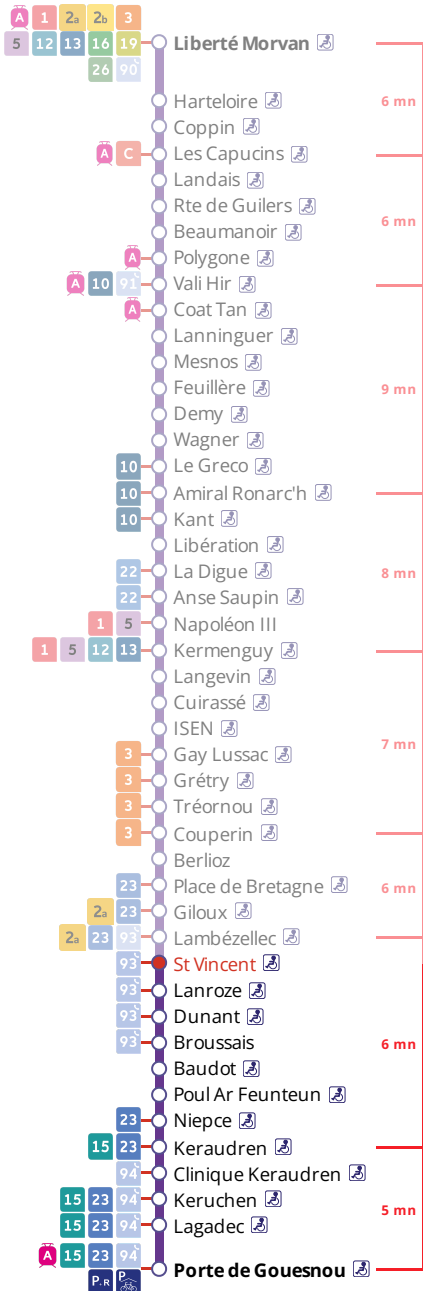 A 1 2a 2b 3
5 12 13 16 19 Liberté Morvan
26 90
Harteloire 6 mn
Coppin
A C Les Capucins
Landais
Rte de Guilers 6 mn
Beaumanoir
A Polygone
A 10 91 Vali Hir
A Coat Tan
Lanninguer
Mesnos
Feuillère 9 mn
Demy
Wagner
10 Le Greco
10 Amiral Ronarc'h
10 Kant
Libération
22 La Digue 8 mn
22 Anse Saupin
1 5 Napoléon III
1 5 12 13 Kermenguy
Langevin
Cuirassé
ISEN
3 Gay Lussac 7 mn
3 Grétry
3 Tréornou
3 Couperin
Berlioz
23 Place de Bretagne 6 mn
2a 23 Giloux
2a 23 93 Lambézellec
93 St Vincent
93 Lanroze
93 Dunant
93 Broussais 6 mn
Baudot
Poul Ar Feunteun
23 Niepce
15 23 Keraudren
94 Clinique Keraudren
15 23 94 Keruchen 5 mn
15 23 94 Lagadec
A 15 23 94
Porte de Gouesnou
P.R P